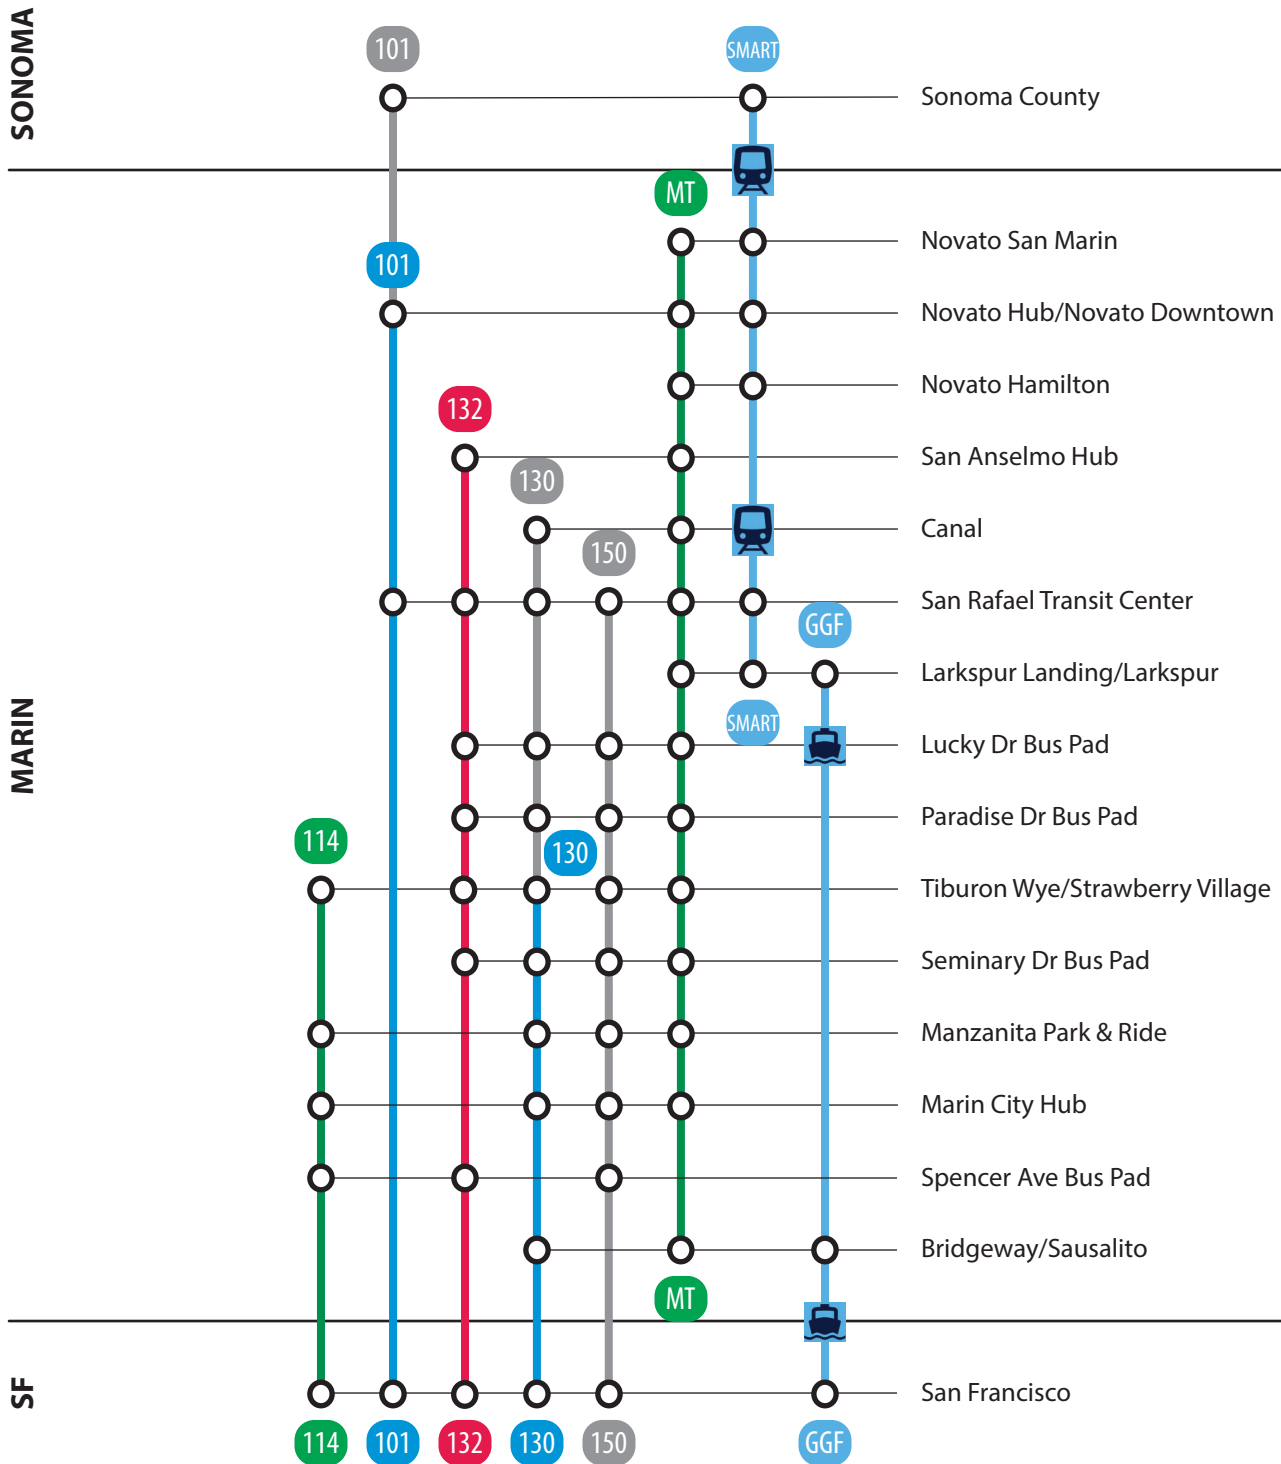 SONOMA
101
SMART
Sonoma County
MT
Novato San Marin
101
Novato Hub/Novato Downtown
Novato Hamilton
132
San Anselmo Hub
130
Canal
150
San Rafael Transit Center
GGF
Larkspur Landing/Larkspur
SMART
MARIN
Lucky Dr Bus Pad
Paradise Dr Bus Pad
114
130
Tiburon Wye/Strawberry Village
Seminary Dr Bus Pad
Manzanita Park & Ride
Marin City Hub
Spencer Ave Bus Pad
Bridgeway/Sausalito
MT
SF
San Francisco
114
101
132
130
150
GGF